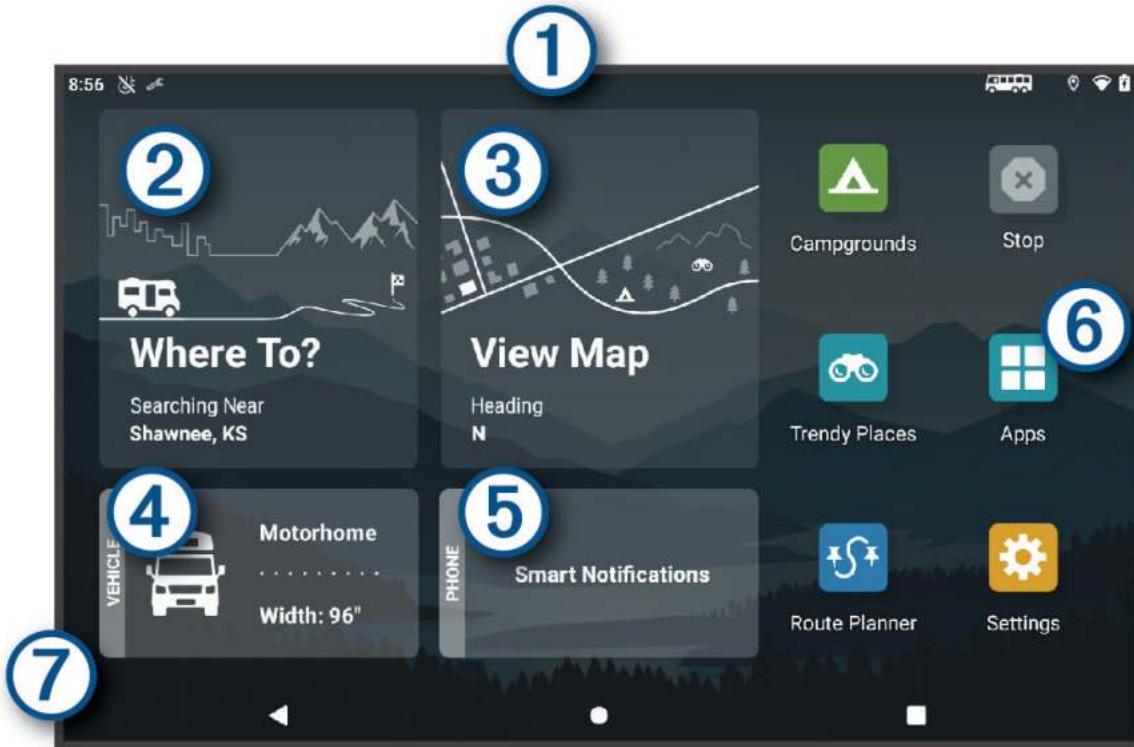 1
8:56
2
3
Campgrounds
Stop
Where To?
Searching Near
Shawnee, KS
View Map
Heading
N
6
Trendy Places
Apps
4
VEHICLE
Motorhome
Width: 96"
5
PHONE
Smart Notifications
Route Planner
Settings
7